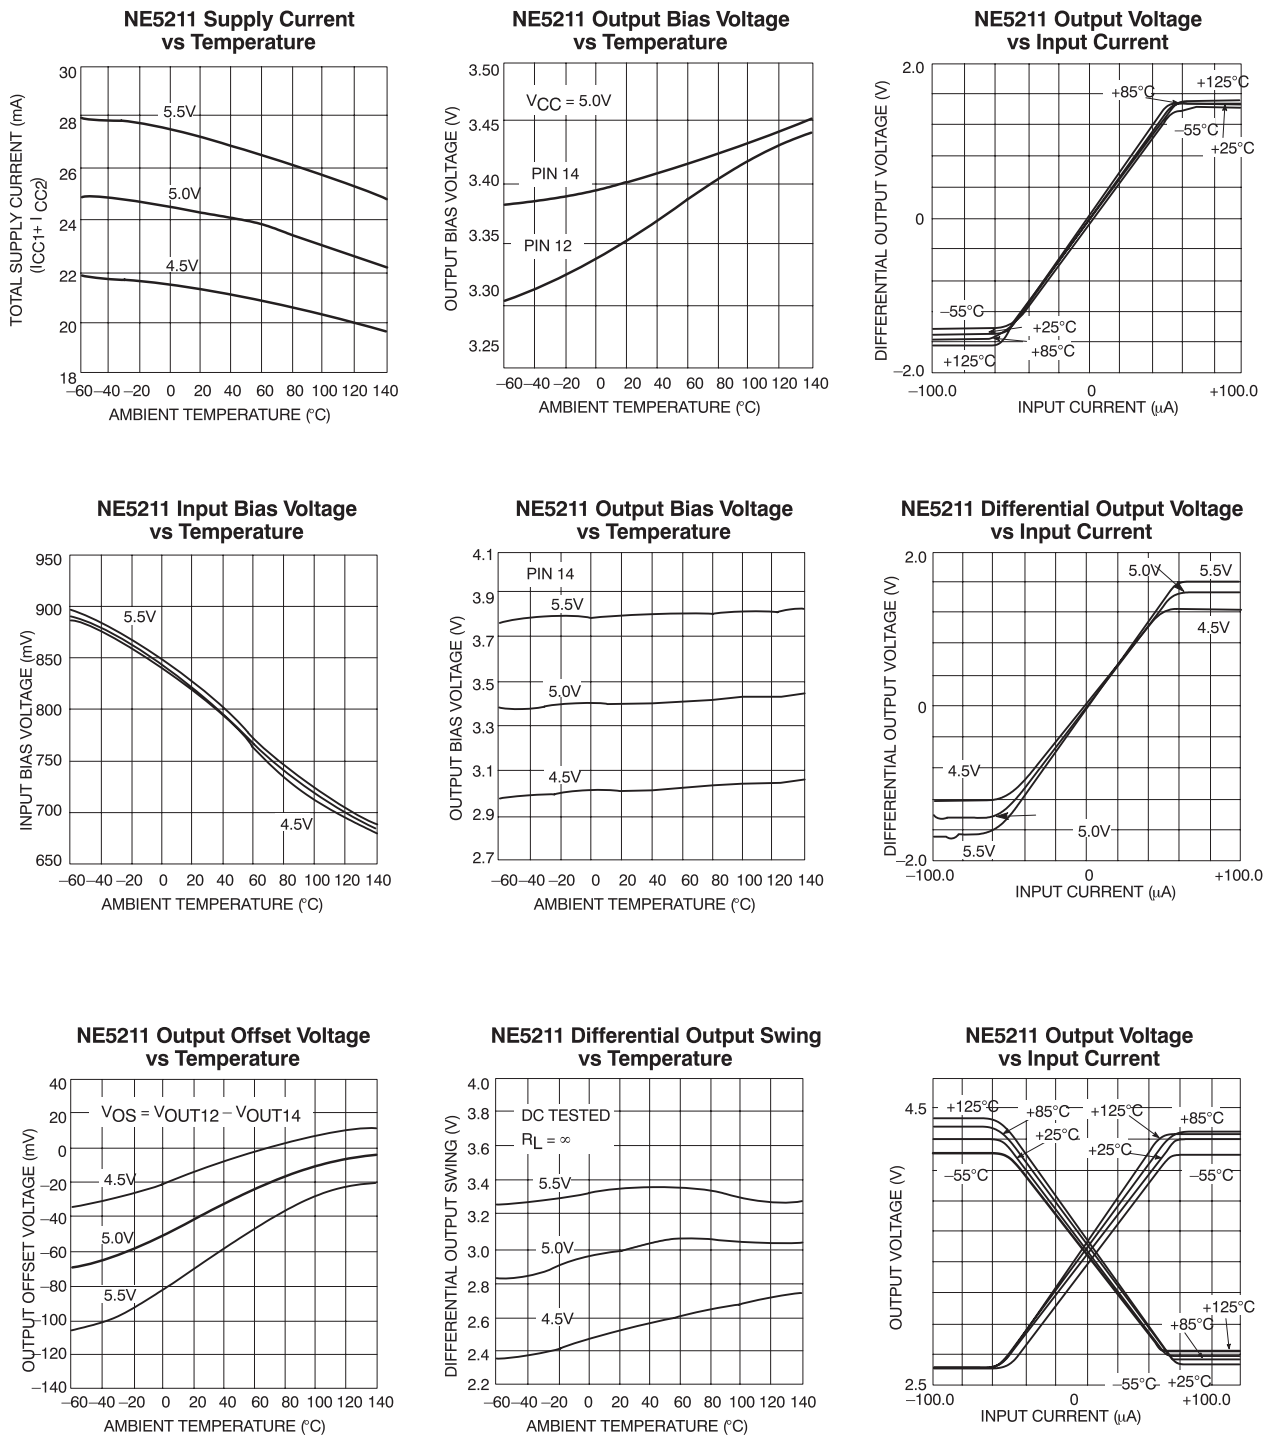 NE5211 Supply Current
vs Temperature
30
28
26
24
22
20
18
5.5V
5.0V
4.5V
TOTAL SUPPLY CURRENT (mA)
(ICC1+ I CC2)
–60–40 –20 0 20 40 60 80 100 120 140
AMBIENT TEMPERATURE (°C)
NE5211 Output Bias Voltage
vs Temperature
3.50
3.45
3.40
3.35
3.30
3.25
VCC = 5.0V
PIN 14
PIN 12
OUTPUT BIAS VOLTAGE (V)
–60–40 –20 0 20 40 60 80 100 120 140
AMBIENT TEMPERATURE (°C)
NE5211 Output Voltage
vs Input Current
2.0
0
–2.0
+125°C
+85°C
–55°C
+25°C
–55°C
+25°C
+85°C
+125°C
DIFFERENTIAL OUTPUT VOLTAGE (V)
–100.0 0 +100.0
INPUT CURRENT (µA)
NE5211 Input Bias Voltage
vs Temperature
950
900
850
800
750
700
650
5.5V
4.5V
INPUT BIAS VOLTAGE (mV)
–60–40 –20 0 20 40 60 80 100 120 140
AMBIENT TEMPERATURE (°C)
NE5211 Output Bias Voltage
vs Temperature
4.1
3.9
3.7
3.5
3.3
3.1
2.9
2.7
PIN 14
5.5V
5.0V
4.5V
OUTPUT BIAS VOLTAGE (V)
–60–40 –20 0 20 40 60 80 100 120 140
AMBIENT TEMPERATURE (°C)
NE5211 Differential Output Voltage
vs Input Current
2.0
0
–2.0
5.0V 5.5V
4.5V
4.5V
5.0V
5.5V
DIFFERENTIAL OUTPUT VOLTAGE (V)
–100.0 0 +100.0
INPUT CURRENT (µA)
NE5211 Output Offset Voltage
vs Temperature
40
20
0
–20
–40
–60
–80
–100
–120
–140
VOS = VOUT12 – VOUT14
4.5V
5.0V
5.5V
OUTPUT OFFSET VOLTAGE (mV)
–60–40 –20 0 20 40 60 80 100 120 140
AMBIENT TEMPERATURE (°C)
NE5211 Differential Output Swing
vs Temperature
4.0
3.8
3.6
3.4
3.2
3.0
2.8
2.6
2.4
2.2
DC TESTED
RL = ∞
5.5V
5.0V
4.5V
DIFFERENTIAL OUTPUT SWING (V)
–60–40 –20 0 20 40 60 80 100 120 140
AMBIENT TEMPERATURE (°C)
NE5211 Output Voltage
vs Input Current
4.5
2.5
+125°C
+85°C
+125°C
+85°C
+25°C
+25°C
–55°C
–55°C
+125°C
+85°C
–55°C
+25°C
OUTPUT VOLTAGE (V)
–100.0 0 +100.0
INPUT CURRENT (µA)